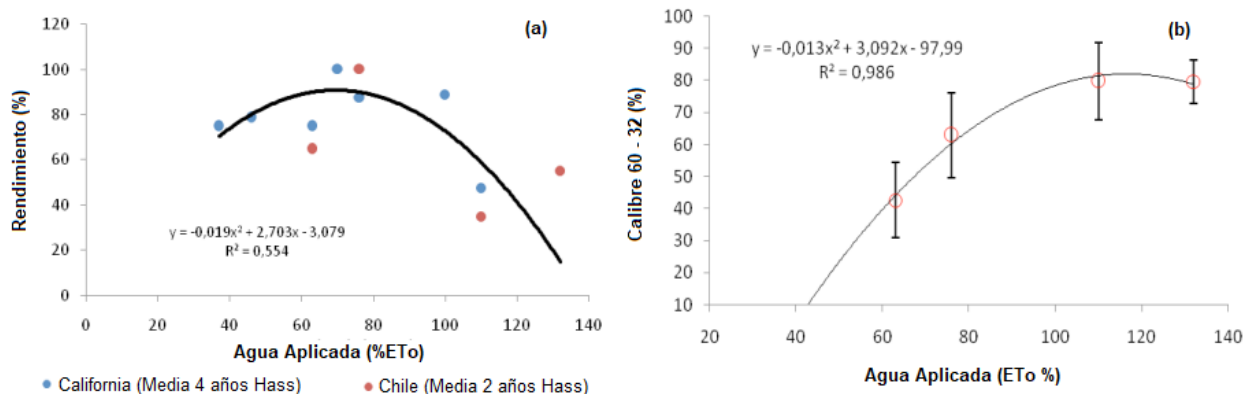 (a)
Rendimiento (%)
120
100
80
60
40
20
0
y = -0,019x² + 2,703x - 3,079
R² = 0,554
0 20 40 60 80 100 120 140
Agua Aplicada (%ETo)
California (Media 4 años Hass) Chile (Media 2 años Hass)
(b)
Calibre 60 - 32 (%)
100
90
80
70
60
50
40
30
20
10
y = -0,013x² + 3,092x - 97,99
R² = 0,986
20 40 60 80 100 120 140
Agua Aplicada (ETo %)